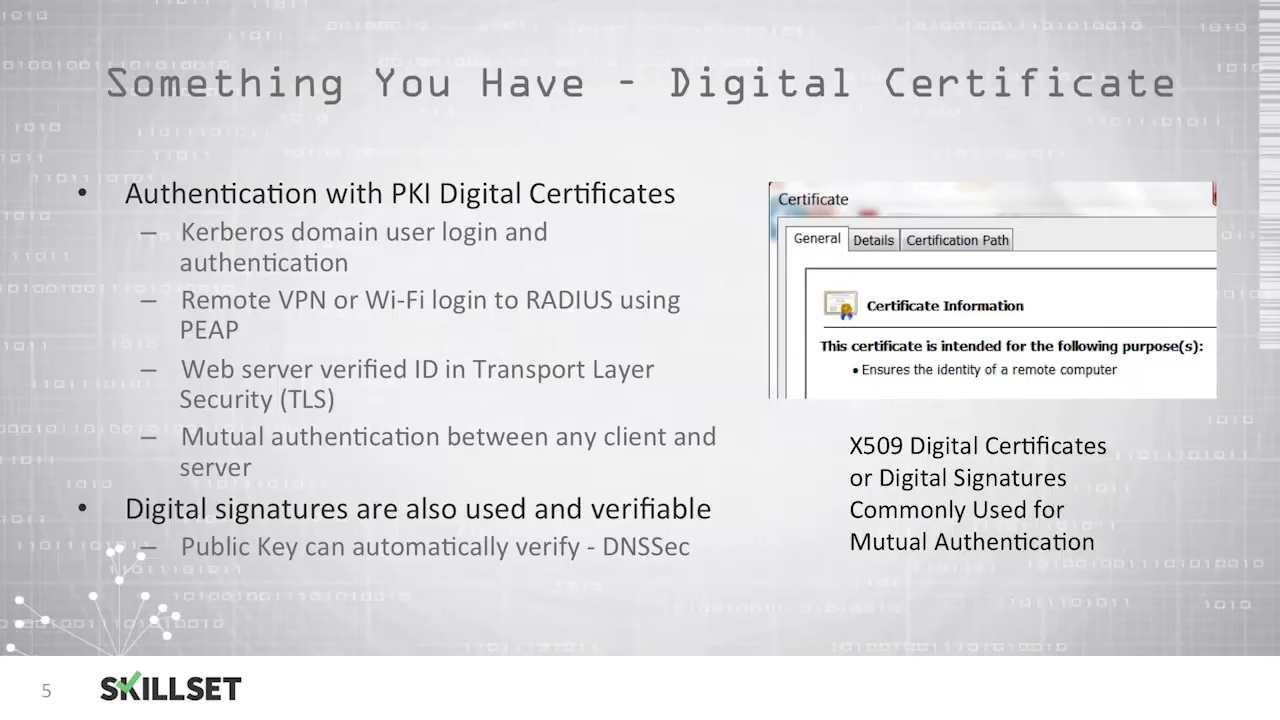 Something You Have - Digital Certificate
• Authentication with PKI Digital Certificates
– Kerberos domain user login and
authentication
– Remote VPN or Wi-Fi login to RADIUS using
PEAP
– Web server verified ID in Transport Layer
Security (TLS)
– Mutual authentication between any client and
server
• Digital signatures are also used and verifiable
– Public Key can automatically verify - DNSSec
Certificate
General Details Certification Path
Certificate Information
This certificate is intended for the following purpose(s):
• Ensures the identity of a remote computer
X509 Digital Certificates
or Digital Signatures
Commonly Used for
Mutual Authentication
5
SKILLSET